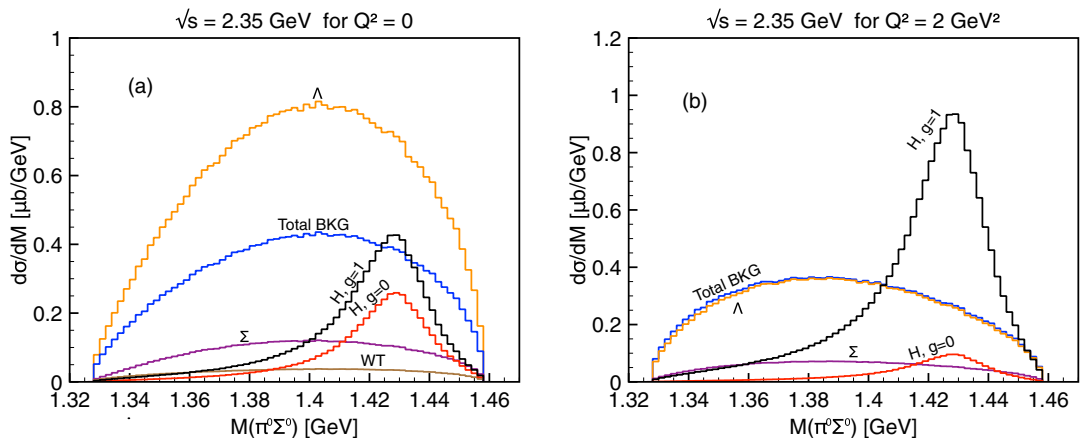 √s = 2.35 GeV for Q² = 0
(a)
dσ/dM [μb/GeV]
1
0.8
0.6
0.4
0.2
0
Λ
Total BKG
H, g=1
H, g=0
Σ
WT
1.32 1.34 1.36 1.38 1.40 1.42 1.44 1.46
M(π⁰Σ⁰) [GeV]
√s = 2.35 GeV for Q² = 2 GeV²
(b)
dσ/dM [μb/GeV]
1.2
1
0.8
0.6
0.4
0.2
0
H, g=1
Total BKG
Λ
Σ
H, g=0
1.32 1.34 1.36 1.38 1.40 1.42 1.44 1.46
M(π⁰Σ⁰) [GeV]